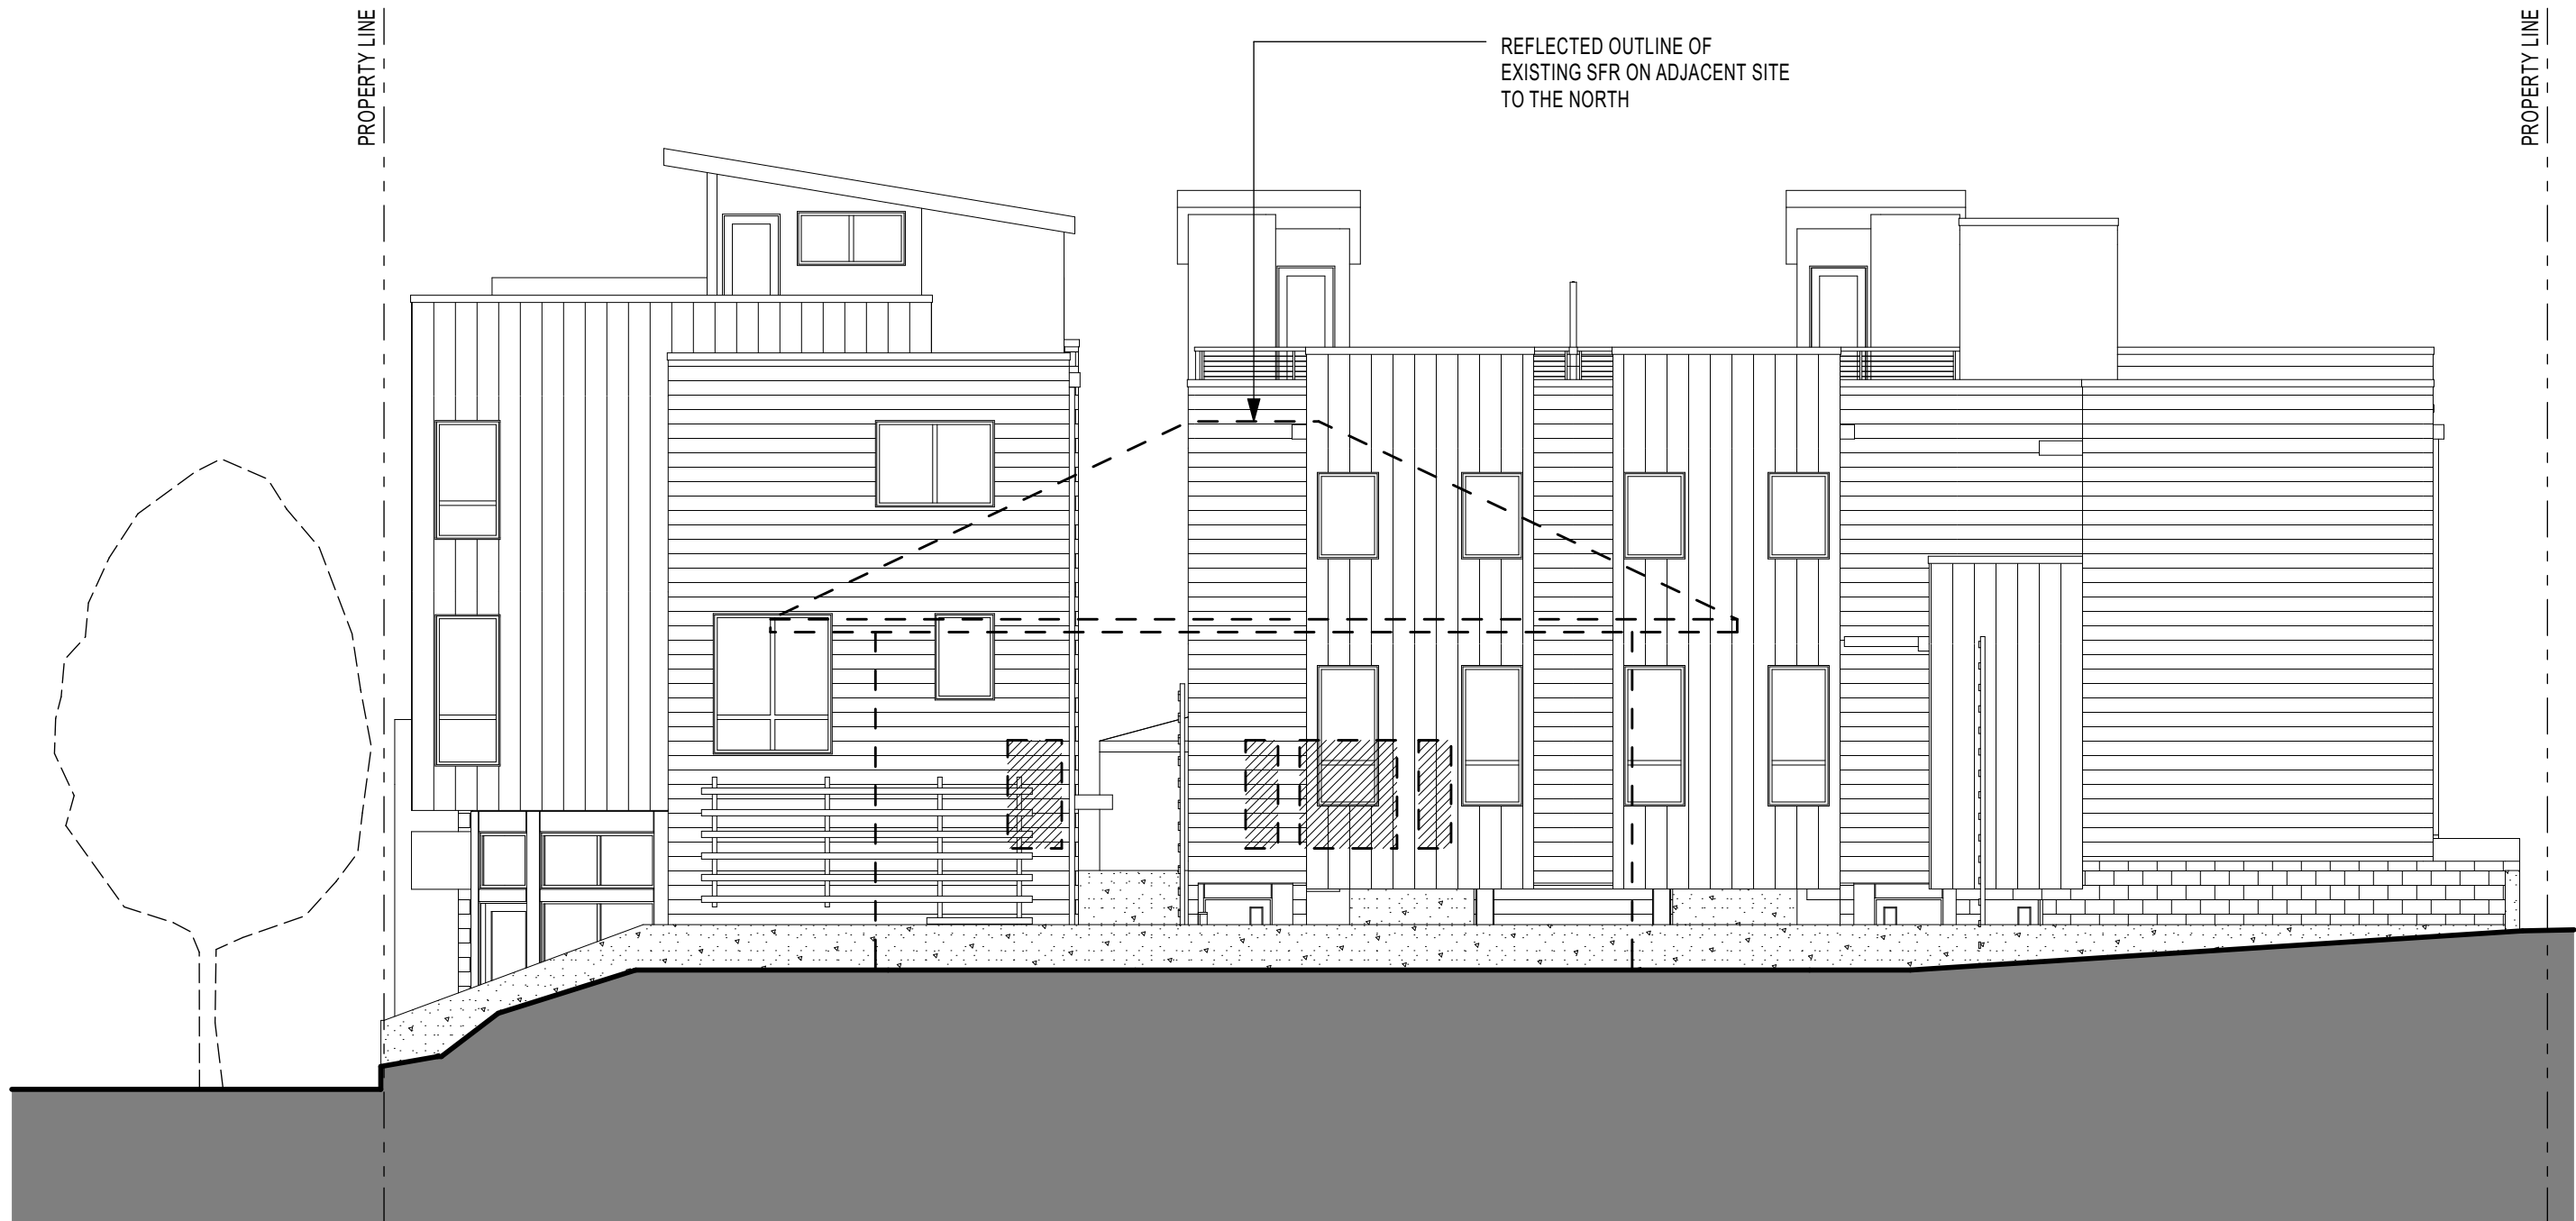 PROPERTY LINE
REFLECTED OUTLINE OF
EXISTING SFR ON ADJACENT SITE
TO THE NORTH
PROPERTY LINE